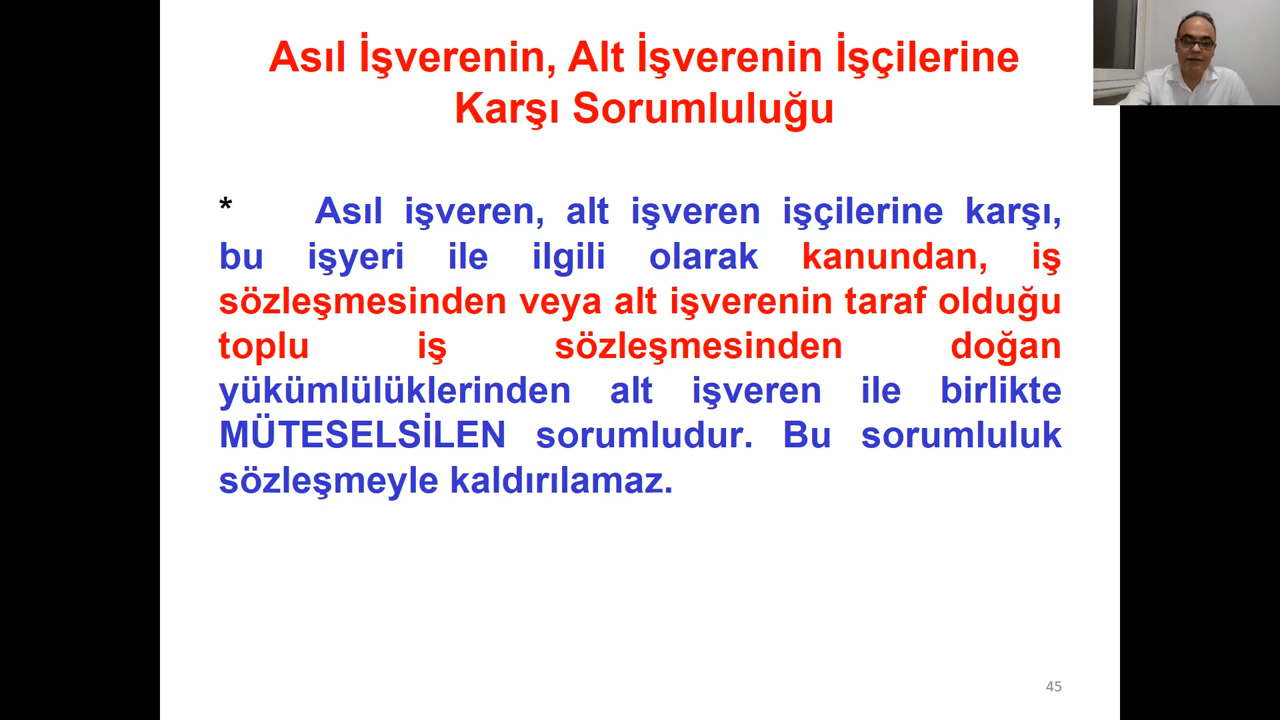 Asıl İşverenin, Alt İşverenin İşçilerine
Karşı Sorumluluğu
* Asıl işveren, alt işveren işçilerine karşı,
bu işyeri ile ilgili olarak kanundan, iş
sözleşmesinden veya alt işverenin taraf olduğu
toplu iş sözleşmesinden doğan
yükümlülüklerinden alt işveren ile birlikte
MÜTESELSİLEN sorumludur. Bu sorumluluk
sözleşmeyle kaldırılamaz.
45